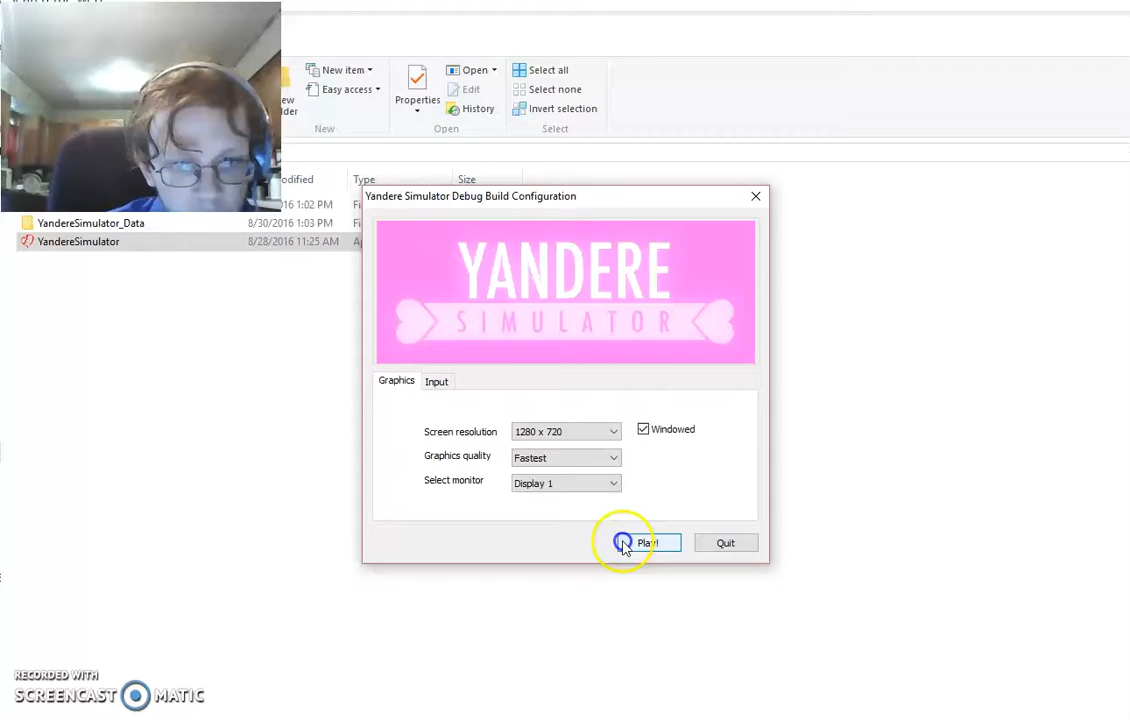 New item
Easy access
New
Properties
Open
Edit
History
Open
Select all
Select none
Invert selection
Select
Type
Size
1:02 PM
YandereSimulator_Data
8/30/2016 1:03 PM
YandereSimulator
8/28/2016 11:25 AM
Yandere Simulator Debug Build Configuration
YANDERE
SIMULATOR
Graphics
Input
Screen resolution
1280 x 720
Windowed
Graphics quality
Fastest
Select monitor
Display 1
Play!
Quit
RECORDED WITH
SCREENCAST MATIC